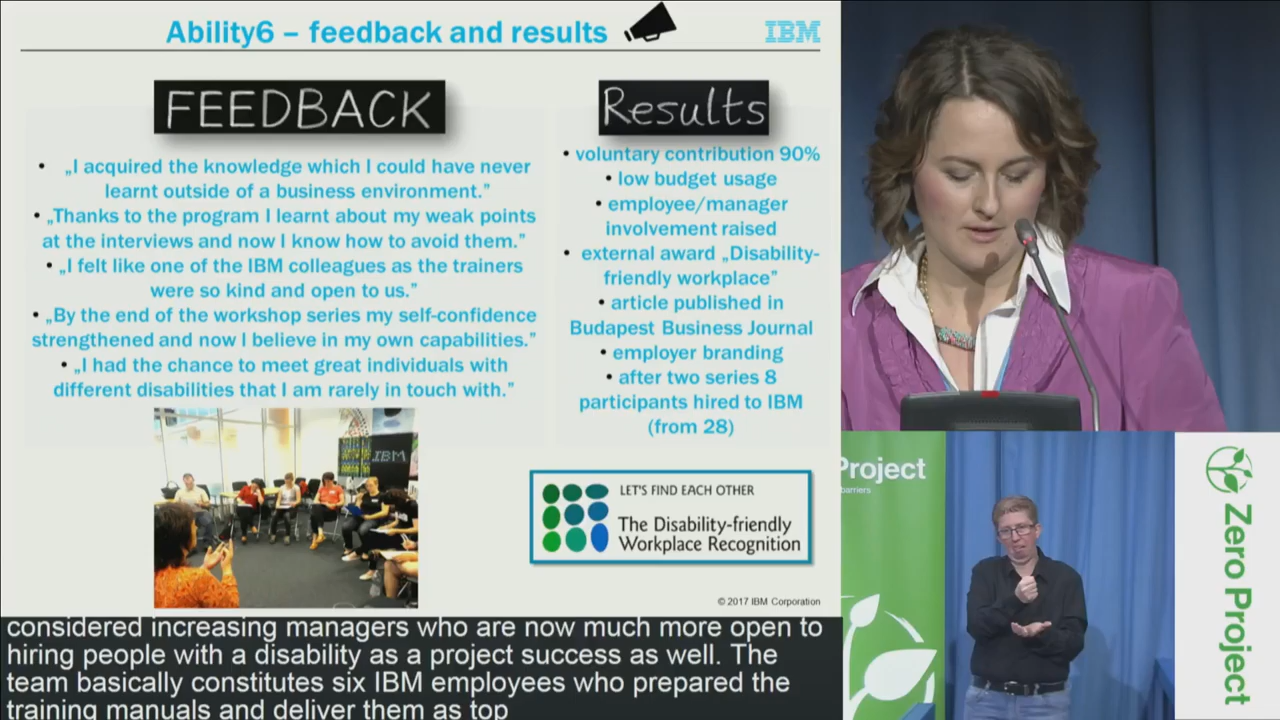 Ability6 – feedback and results
IBM
FEEDBACK
• „I acquired the knowledge which I could have never
learnt outside of a business environment.”
• „Thanks to the program I learnt about my weak points
at the interviews and now I know how to avoid them.”
• „I felt like one of the IBM colleagues as the trainers
were so kind and open to us.”
• „By the end of the workshop series my self-confidence
strengthened and now I believe in my own capabilities.”
• „I had the chance to meet great individuals with
different disabilities that I am rarely in touch with.”
IBM
Results
• voluntary contribution 90%
• low budget usage
• employee/manager
involvement raised
• external award „Disability-
friendly workplace”
• article published in
Budapest Business Journal
• employer branding
• after two series 8
participants hired to IBM
(from 28)
LET'S FIND EACH OTHER
The Disability-friendly
Workplace Recognition
© 2017 IBM Corporation
considered increasing managers who are now much more open to
hiring people with a disability as a project success as well. The
team basically constitutes six IBM employees who prepared the
training manuals and deliver them as top
Project
barriers
Zero Project